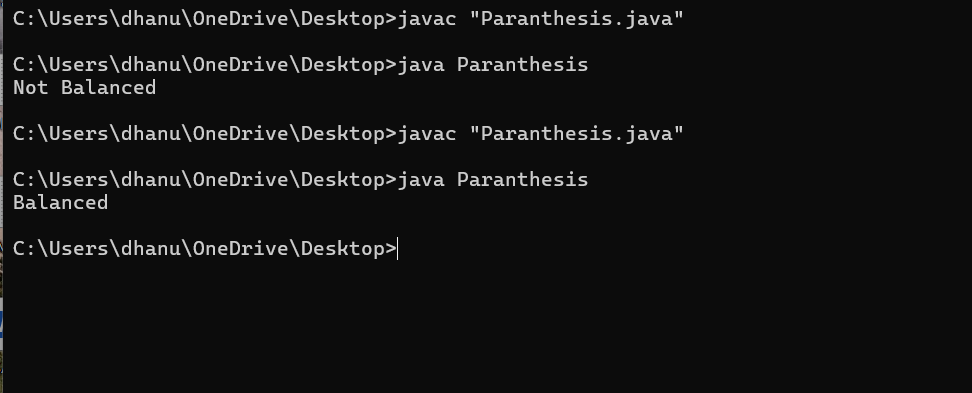 C:\Users\dhanu\OneDrive\Desktop>javac "Paranthesis.java"
C:\Users\dhanu\OneDrive\Desktop>java Paranthesis
Not Balanced
C:\Users\dhanu\OneDrive\Desktop>javac "Paranthesis.java"
C:\Users\dhanu\OneDrive\Desktop>java Paranthesis
Balanced
C:\Users\dhanu\OneDrive\Desktop>